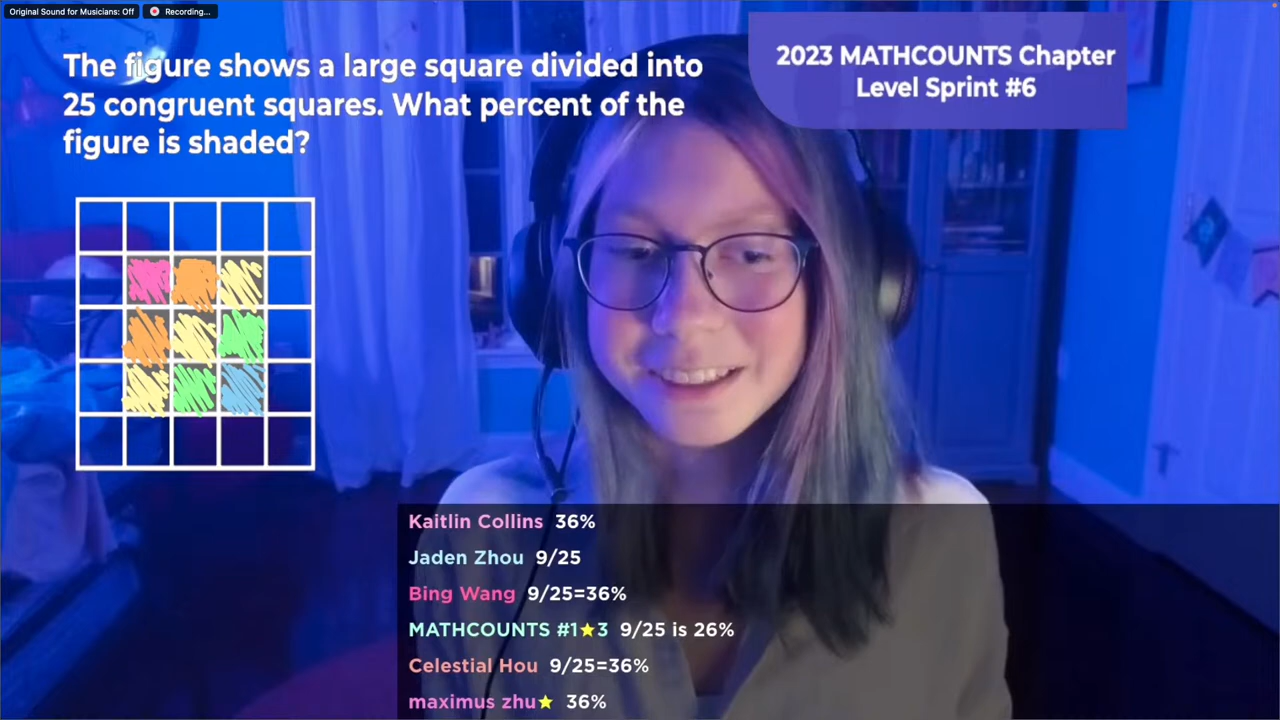 Original Sound for Musicians: Off
Recording...
The figure shows a large square divided into
25 congruent squares. What percent of the
figure is shaded?
2023 MATHCOUNTS Chapter
Level Sprint #6
Kaitlin Collins 36%
Jaden Zhou 9/25
Bing Wang 9/25=36%
MATHCOUNTS #1⭐3 9/25 is 26%
Celestial Hou 9/25=36%
maximus zhu⭐ 36%